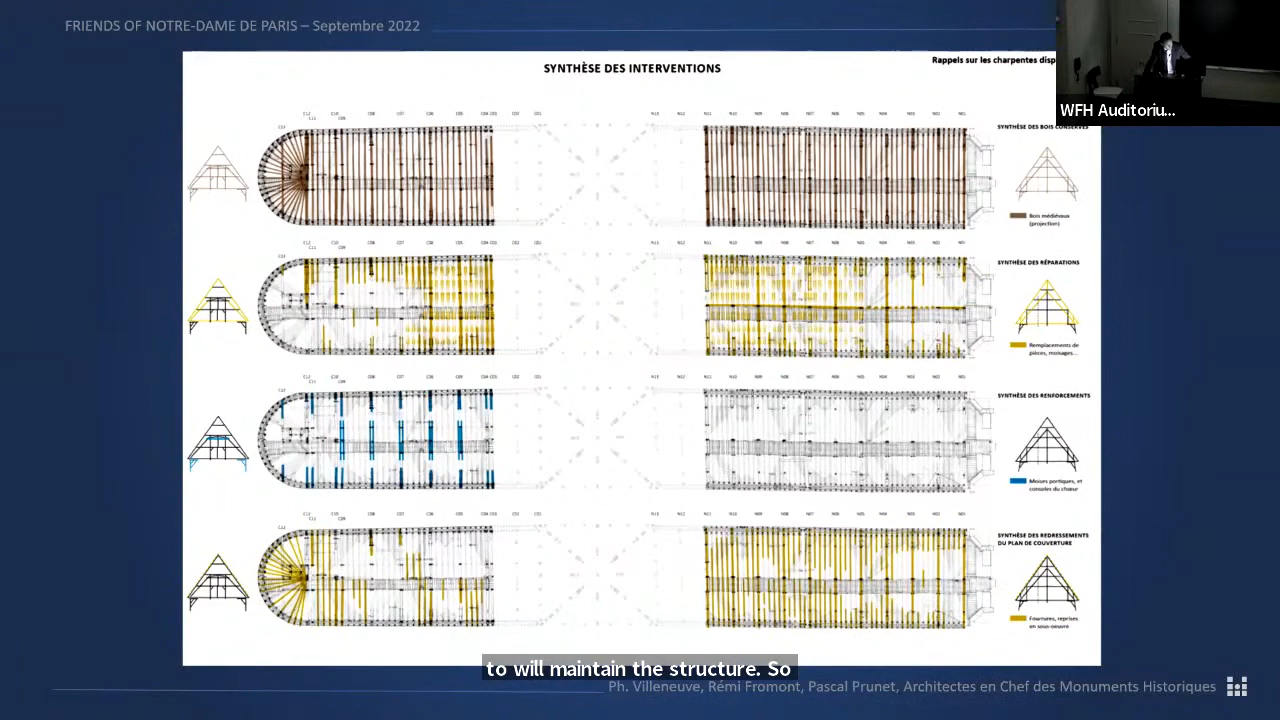 FRIENDS OF NOTRE-DAME DE PARIS – Septembre 2022
SYNTHÈSE DES INTERVENTIONS
Rappels sur les charpentes disp
WFH Auditoriu...
SYNTHÈSE DES BOIS CONSERVÉS
Bois médiévaux
(projection)
SYNTHÈSE DES RÉPARATIONS
Remplacements de
pièces, moisages...
SYNTHÈSE DES RENFORCEMENTS
Moises portiques, et
consoles du chœur
SYNTHÈSE DES REDRESSEMENTS
DU PLAN DE COUVERTURE
Fourrures, reprises
en sous-oeuvre
to will maintain the structure. So
Ph. Villeneuve, Rémi Fromont, Pascal Prunet, Architectes en Chef des Monuments Historiques